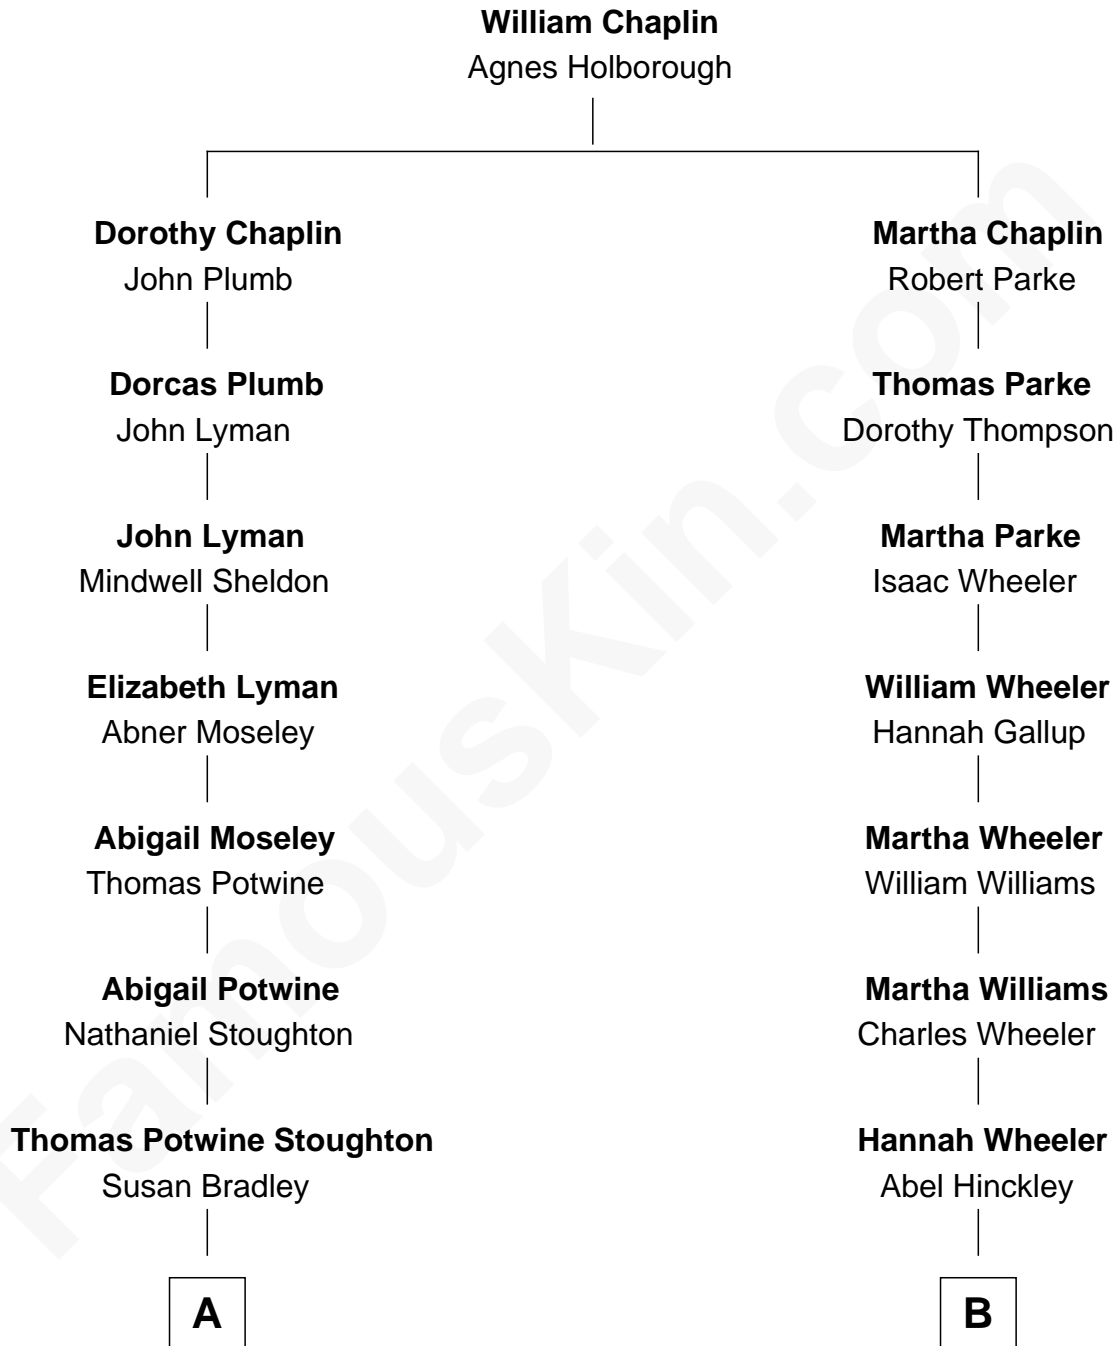 William Chaplin
Agnes Holborough
Dorothy Chaplin
John Plumb
Martha Chaplin
Robert Parke
Dorcas Plumb
John Lyman
Thomas Parke
Dorothy Thompson
John Lyman
Mindwell Sheldon
Martha Parke
Isaac Wheeler
Elizabeth Lyman
Abner Moseley
William Wheeler
Hannah Gallup
Abigail Moseley
Thomas Potwine
Martha Wheeler
William Williams
Abigail Potwine
Nathaniel Stoughton
Martha Williams
Charles Wheeler
Thomas Potwine Stoughton
Susan Bradley
Hannah Wheeler
Abel Hinckley
A
B
FamousKin.com